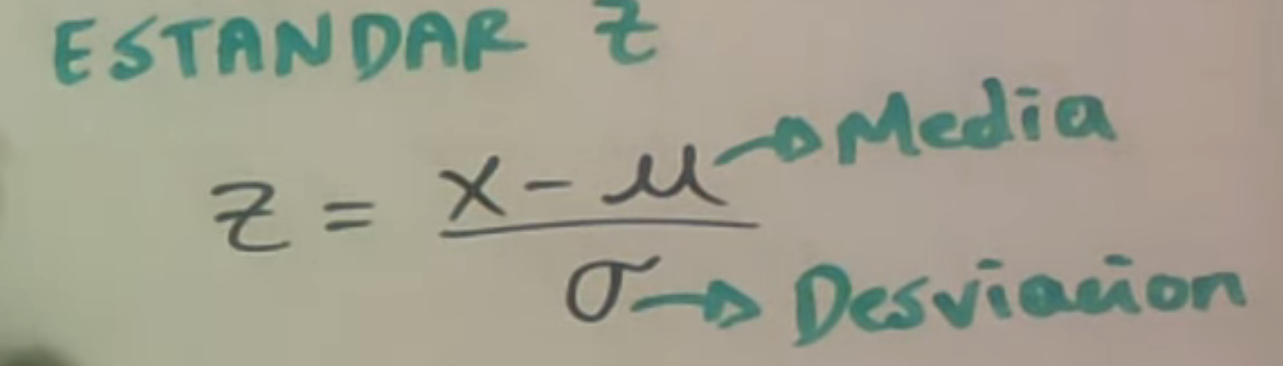 ESTANDAR Z
Z = X - μ → Media
σ → Desviacion